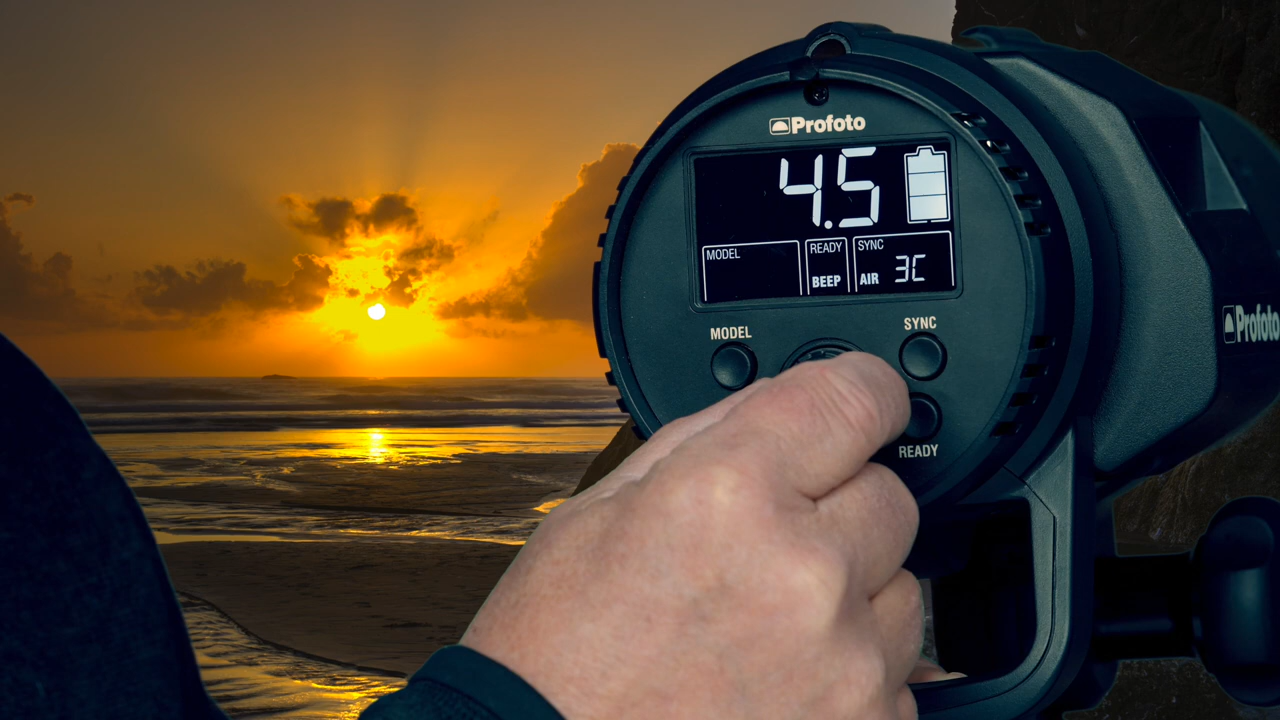 Profoto
4.5
MODEL
READY
BEEP
SYNC
AIR 3C
MODEL
SYNC
READY
Profoto